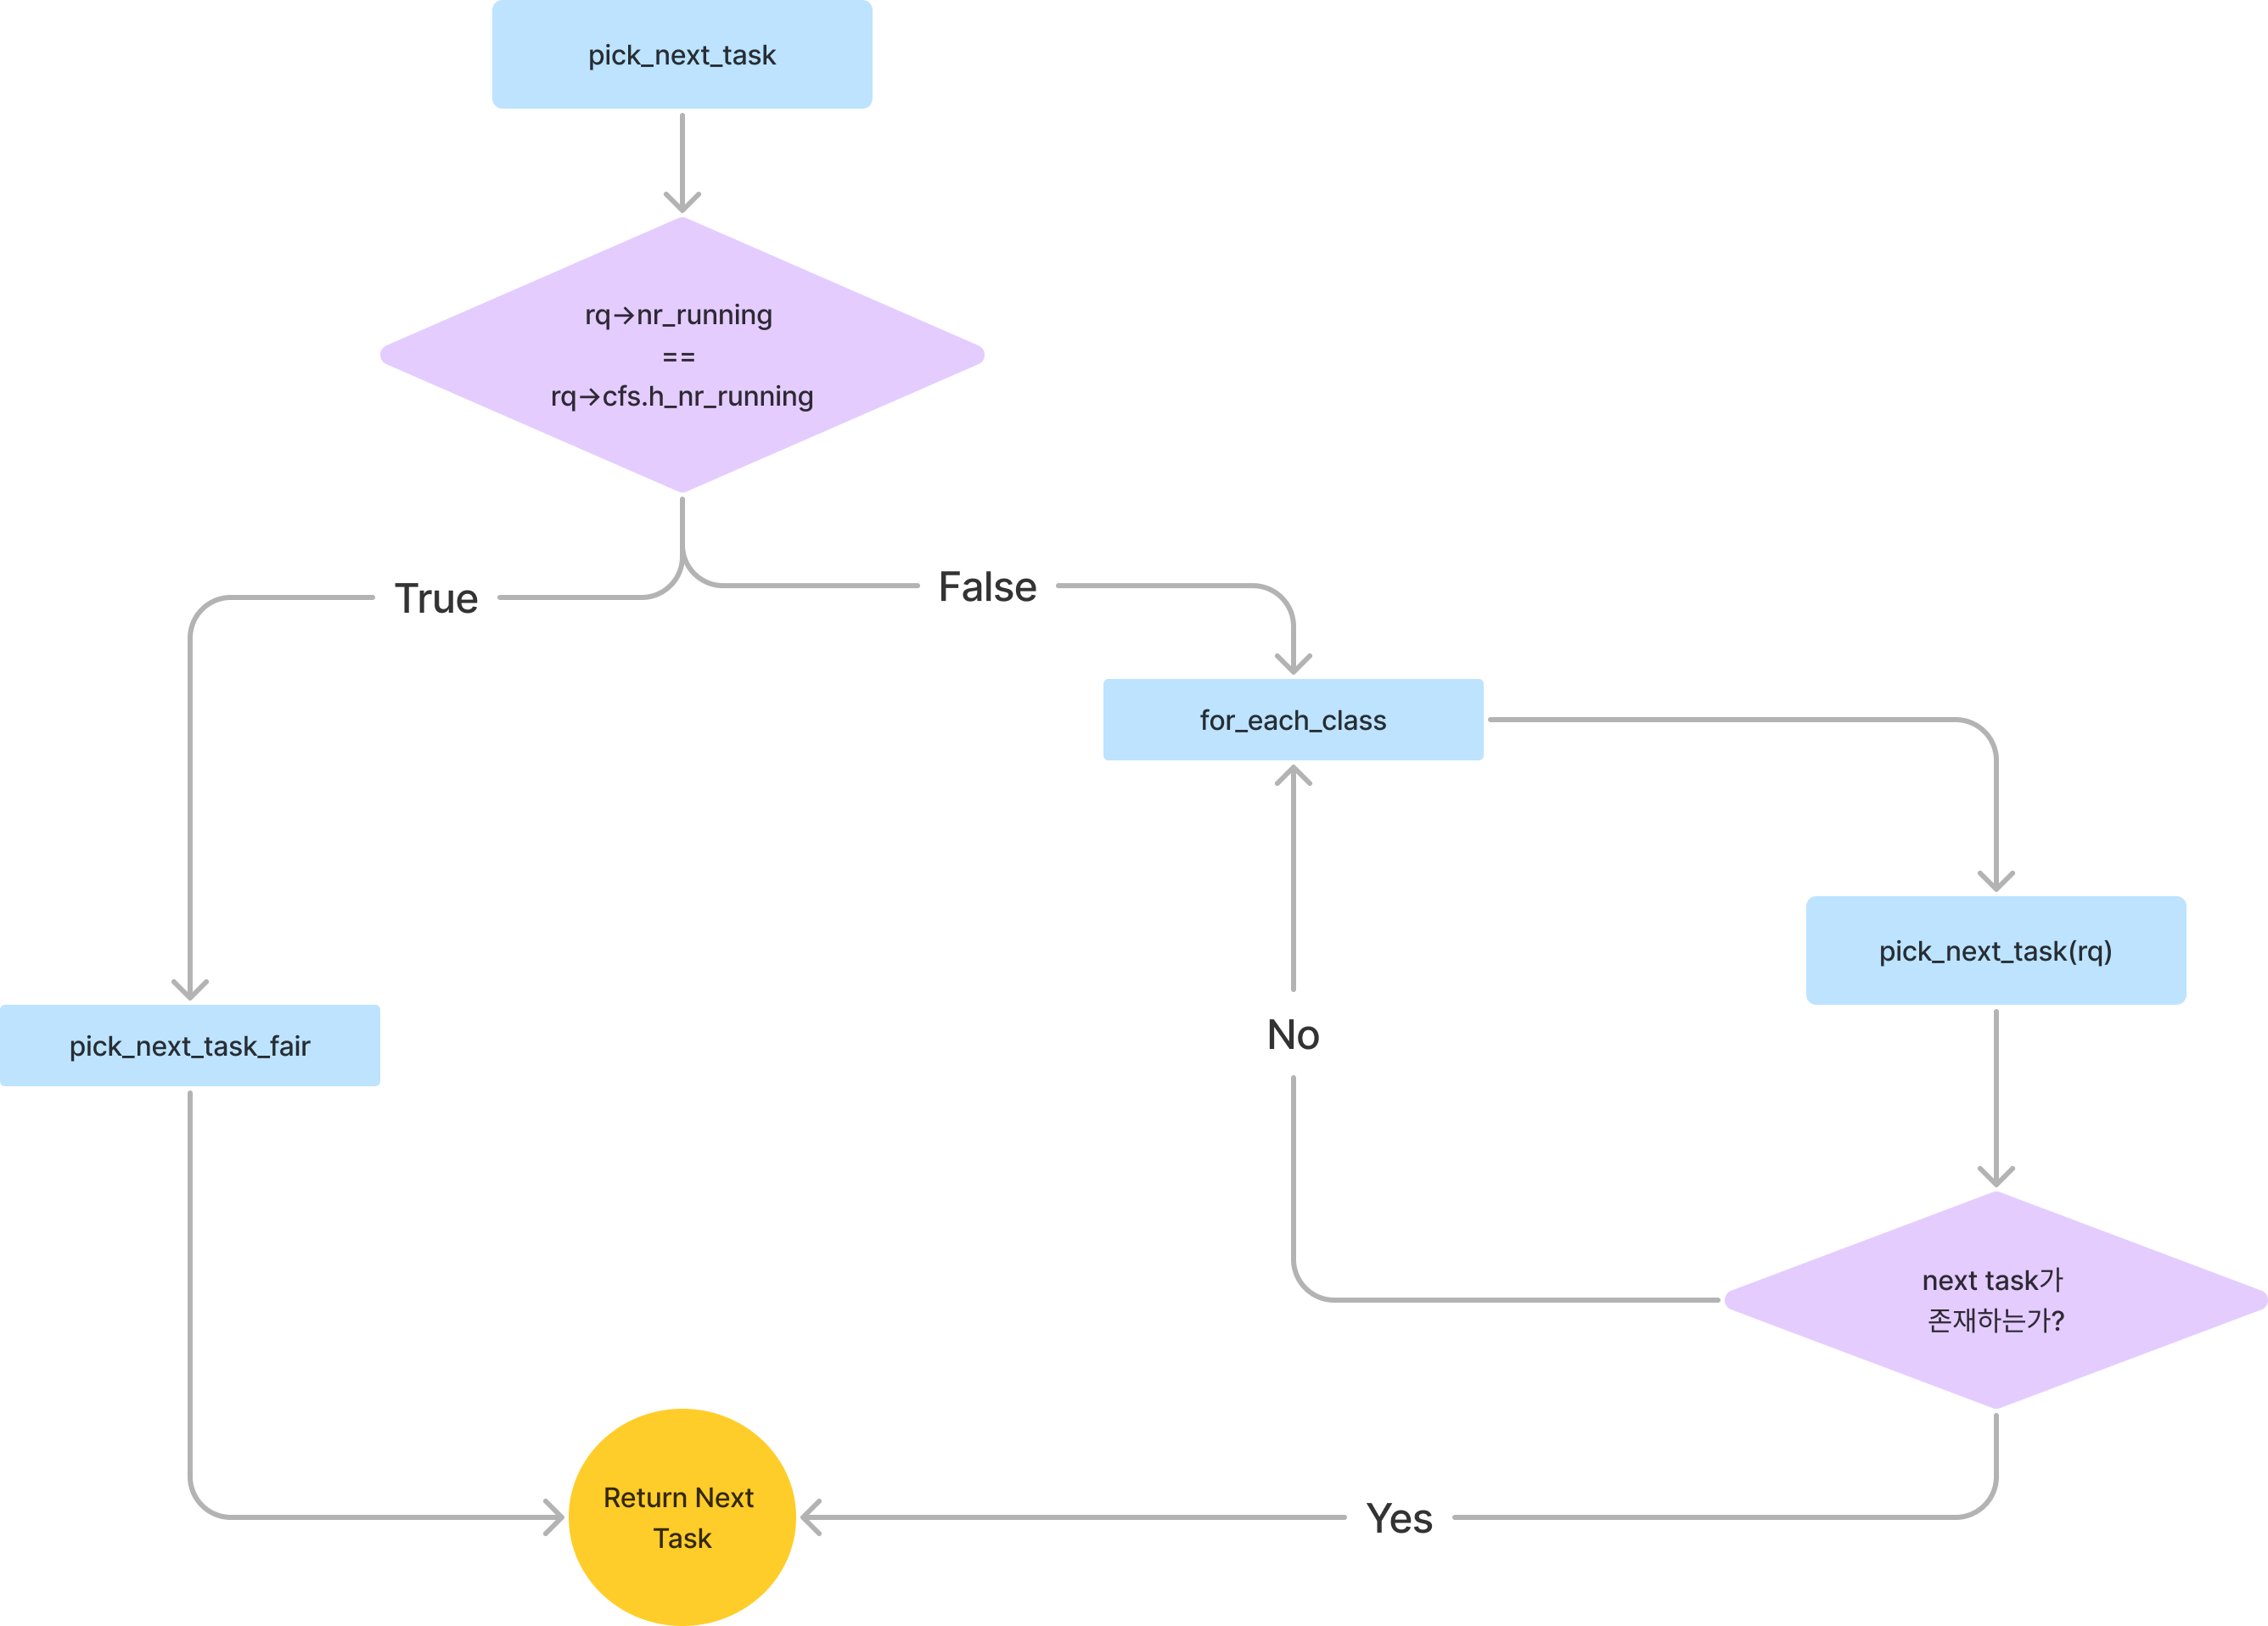 pick_next_task
rq→nr_running
==
rq→cfs.h_nr_running
True
False
for_each_class
pick_next_task(rq)
pick_next_task_fair
No
next task가
존재하는가?
Return Next
Task
Yes